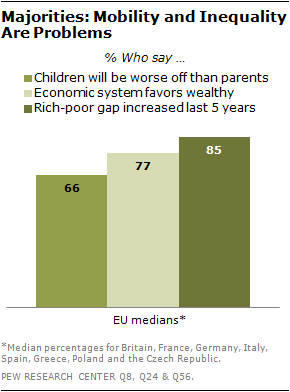 Majorities: Mobility and Inequality
Are Problems
% Who say ...
Children will be worse off than parents
Economic system favors wealthy
Rich-poor gap increased last 5 years
66
77
85
EU medians*
*Median percentages for Britain, France, Germany, Italy,
Spain, Greece, Poland and the Czech Republic.
PEW RESEARCH CENTER Q8, Q24 & Q56.